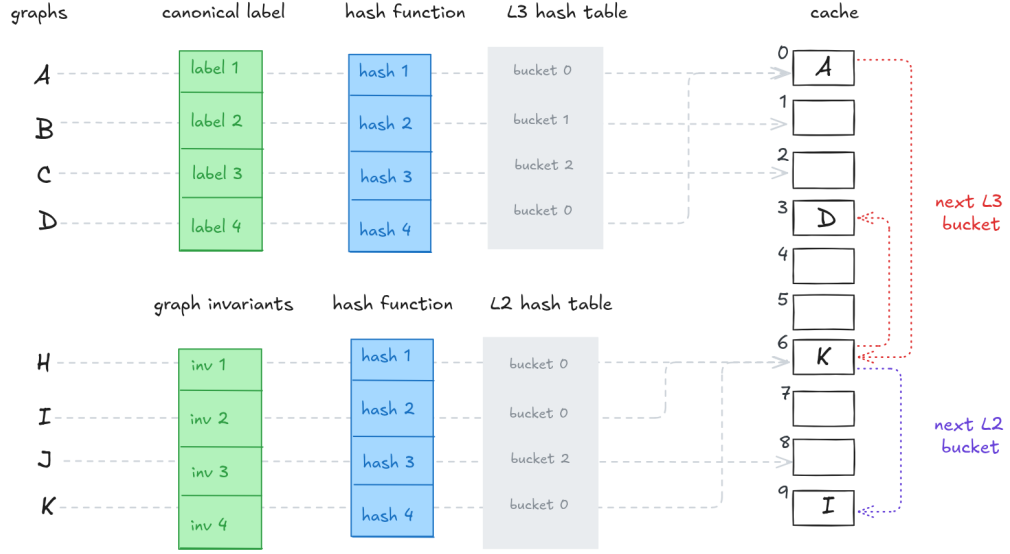 graphs canonical label hash function L3 hash table cache
A label 1 hash 1 bucket 0 0 A
B label 2 hash 2 bucket 1 1
C label 3 hash 3 bucket 2 2
D label 4 hash 4 bucket 0 3 D
next L3
bucket
4
5
graph invariants hash function L2 hash table
H inv 1 hash 1 bucket 0 6 K
I inv 2 hash 2 bucket 0 7
next L2
bucket
J inv 3 hash 3 bucket 2 8
K inv 4 hash 4 bucket 0 9 I